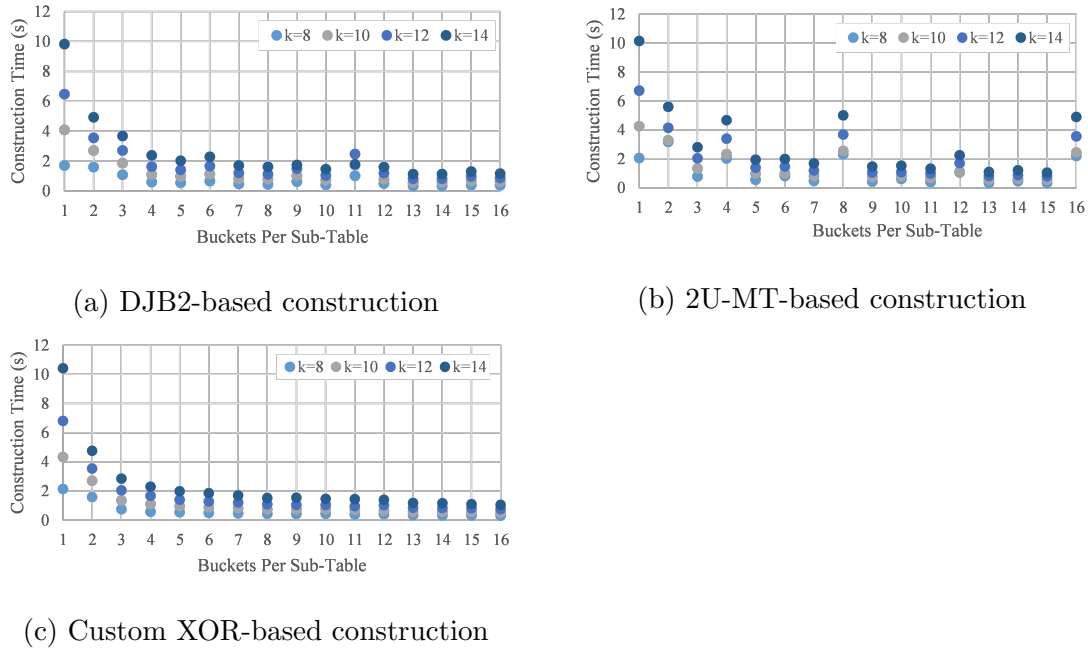 Construction Time (s)
12
10
8
6
4
2
0
k=8 k=10 k=12 k=14
1 2 3 4 5 6 7 8 9 10 11 12 13 14 15 16
Buckets Per Sub-Table
(a) DJB2-based construction
Construction Time (s)
12
10
8
6
4
2
0
k=8 k=10 k=12 k=14
1 2 3 4 5 6 7 8 9 10 11 12 13 14 15 16
Buckets Per Sub-Table
(b) 2U-MT-based construction
Construction Time (s)
12
10
8
6
4
2
0
k=8 k=10 k=12 k=14
1 2 3 4 5 6 7 8 9 10 11 12 13 14 15 16
Buckets Per Sub-Table
(c) Custom XOR-based construction